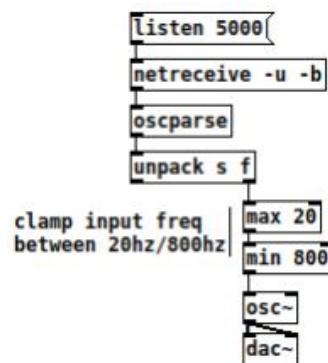 listen 5000
netreceive -u -b
oscparse
unpack s f
clamp input freq
between 20hz/800hz
max 20
min 800
osc~
dac~